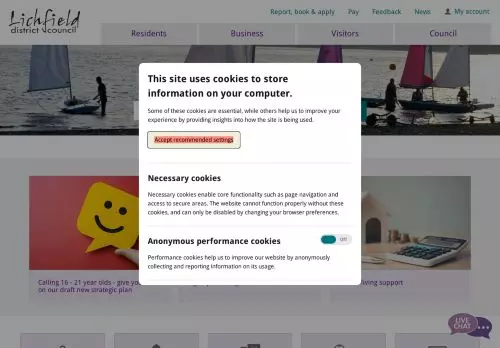 Lichfield
district council
Report, book & apply
Pay
Feedback
News
My account
Residents
Business
Visitors
Council
This site uses cookies to store
information on your computer.
Some of these cookies are essential, while others help us to improve your
experience by providing insights into how the site is being used.
Accept recommended settings
Necessary cookies
Necessary cookies enable core functionality such as page navigation and
access to secure areas. The website cannot function properly without these
cookies, and can only be disabled by changing your browser preferences.
Anonymous performance cookies
Off
Performance cookies help us to improve our website by anonymously
collecting and reporting information on its usage.
Calling 16 - 21 year olds - give yo
on our draft new strategic plan
living support
LIVE
CHAT